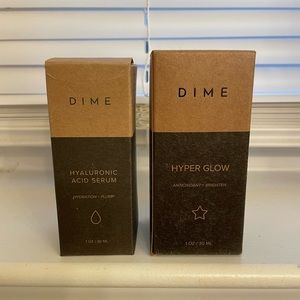 DIME
HYALURONIC
ACID SERUM
HYDRATION + PLUMP
1 OZ / 30 ML
DIME
HYPER GLOW
ANTIOXIDANT + BRIGHTEN
1 OZ / 30 ML